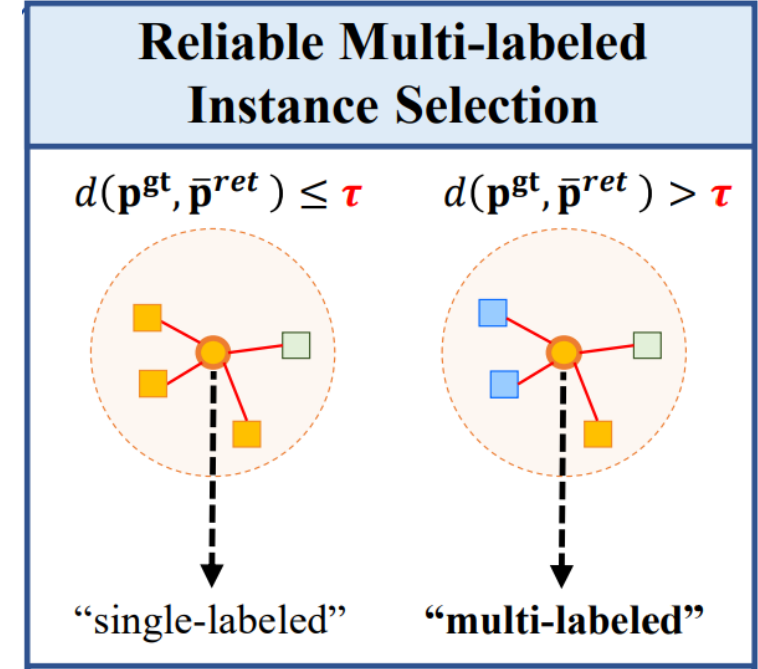 Reliable Multi-labeled
Instance Selection
d(𝐩^gt, p̄^ret) ≤ τ
d(𝐩^gt, p̄^ret) > τ
“single-labeled”
“multi-labeled”